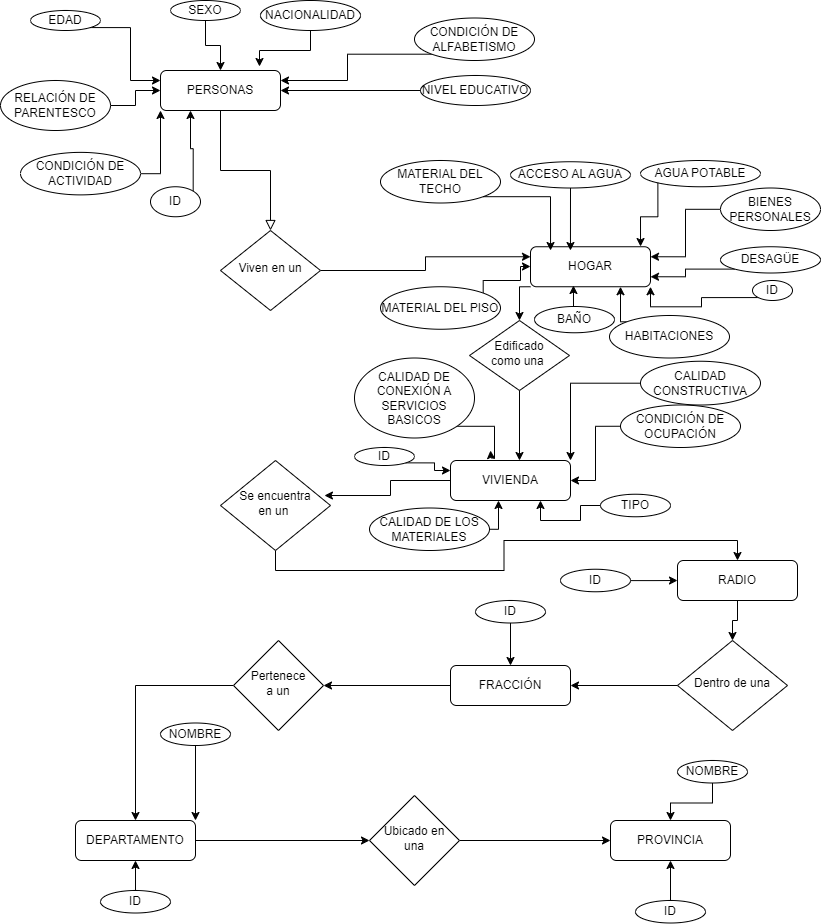 SEXO
NACIONALIDAD
EDAD
CONDICIÓN DE
ALFABETISMO
PERSONAS
NIVEL EDUCATIVO
RELACIÓN DE
PARENTESCO
CONDICIÓN DE
ACTIVIDAD
ID
MATERIAL DEL
TECHO
ACCESO AL AGUA
AGUA POTABLE
BIENES
PERSONALES
Viven en un
HOGAR
DESAGÜE
ID
MATERIAL DEL PISO
BAÑO
HABITACIONES
Edificado
como una
CALIDAD DE
CONEXIÓN A
SERVICIOS
BASICOS
CALIDAD
CONSTRUCTIVA
CONDICIÓN DE
OCUPACIÓN
ID
VIVIENDA
Se encuentra
en un
CALIDAD DE LOS
MATERIALES
TIPO
ID
RADIO
ID
Pertenece
a un
FRACCIÓN
Dentro de una
NOMBRE
NOMBRE
DEPARTAMENTO
Ubicado en
una
PROVINCIA
ID
ID